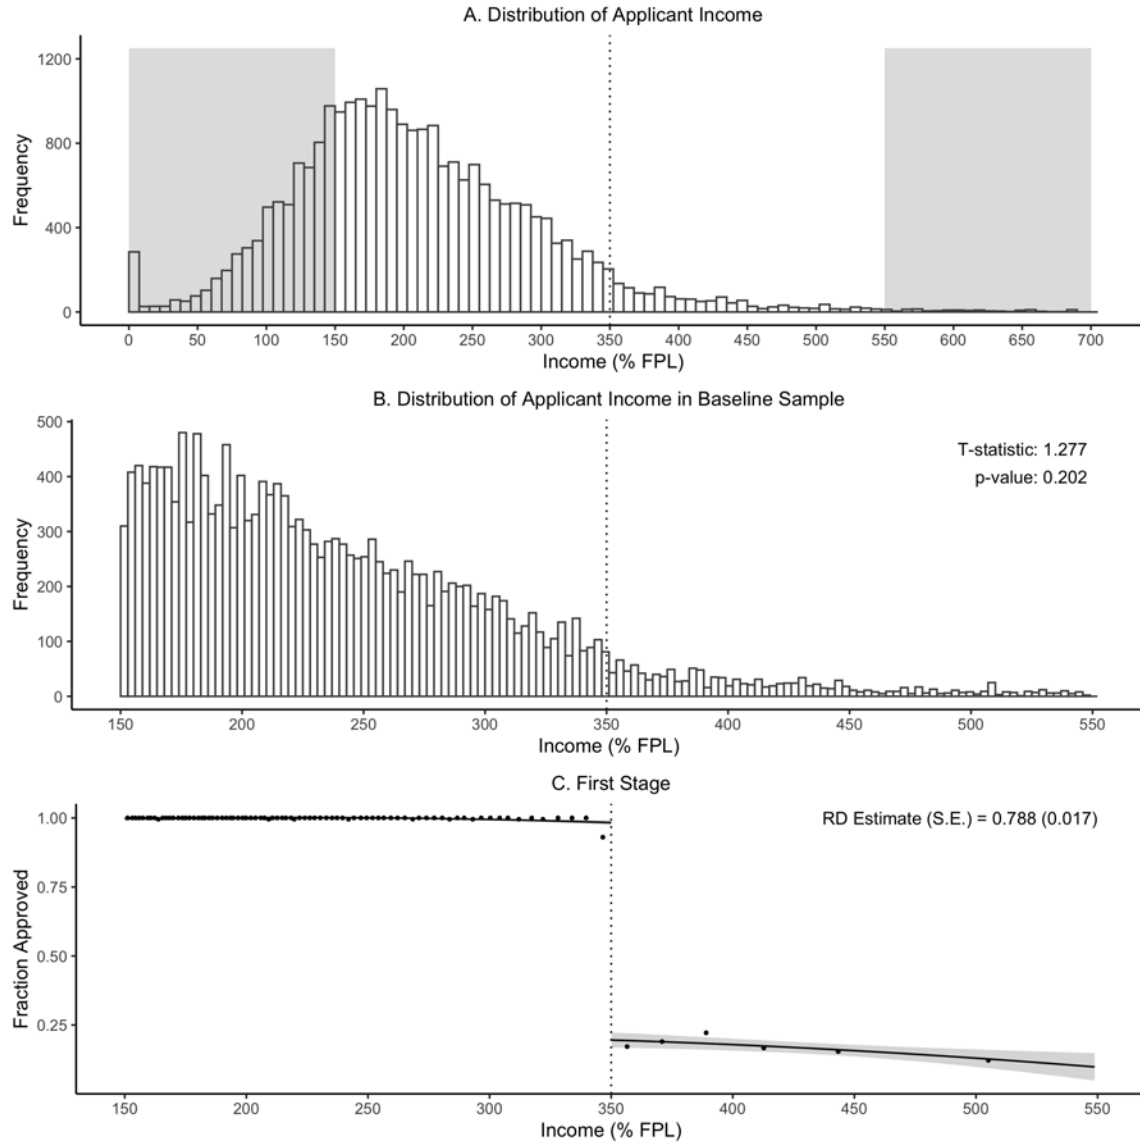 A. Distribution of Applicant Income
1200
800
400
0
Frequency
0 50 100 150 200 250 300 350 400 450 500 550 600 650 700
Income (% FPL)
B. Distribution of Applicant Income in Baseline Sample
500
400
300
200
100
0
Frequency
T-statistic: 1.277
p-value: 0.202
150 200 250 300 350 400 450 500 550
Income (% FPL)
C. First Stage
1.00
0.75
0.50
0.25
Fraction Approved
RD Estimate (S.E.) = 0.788 (0.017)
150 200 250 300 350 400 450 500 550
Income (% FPL)